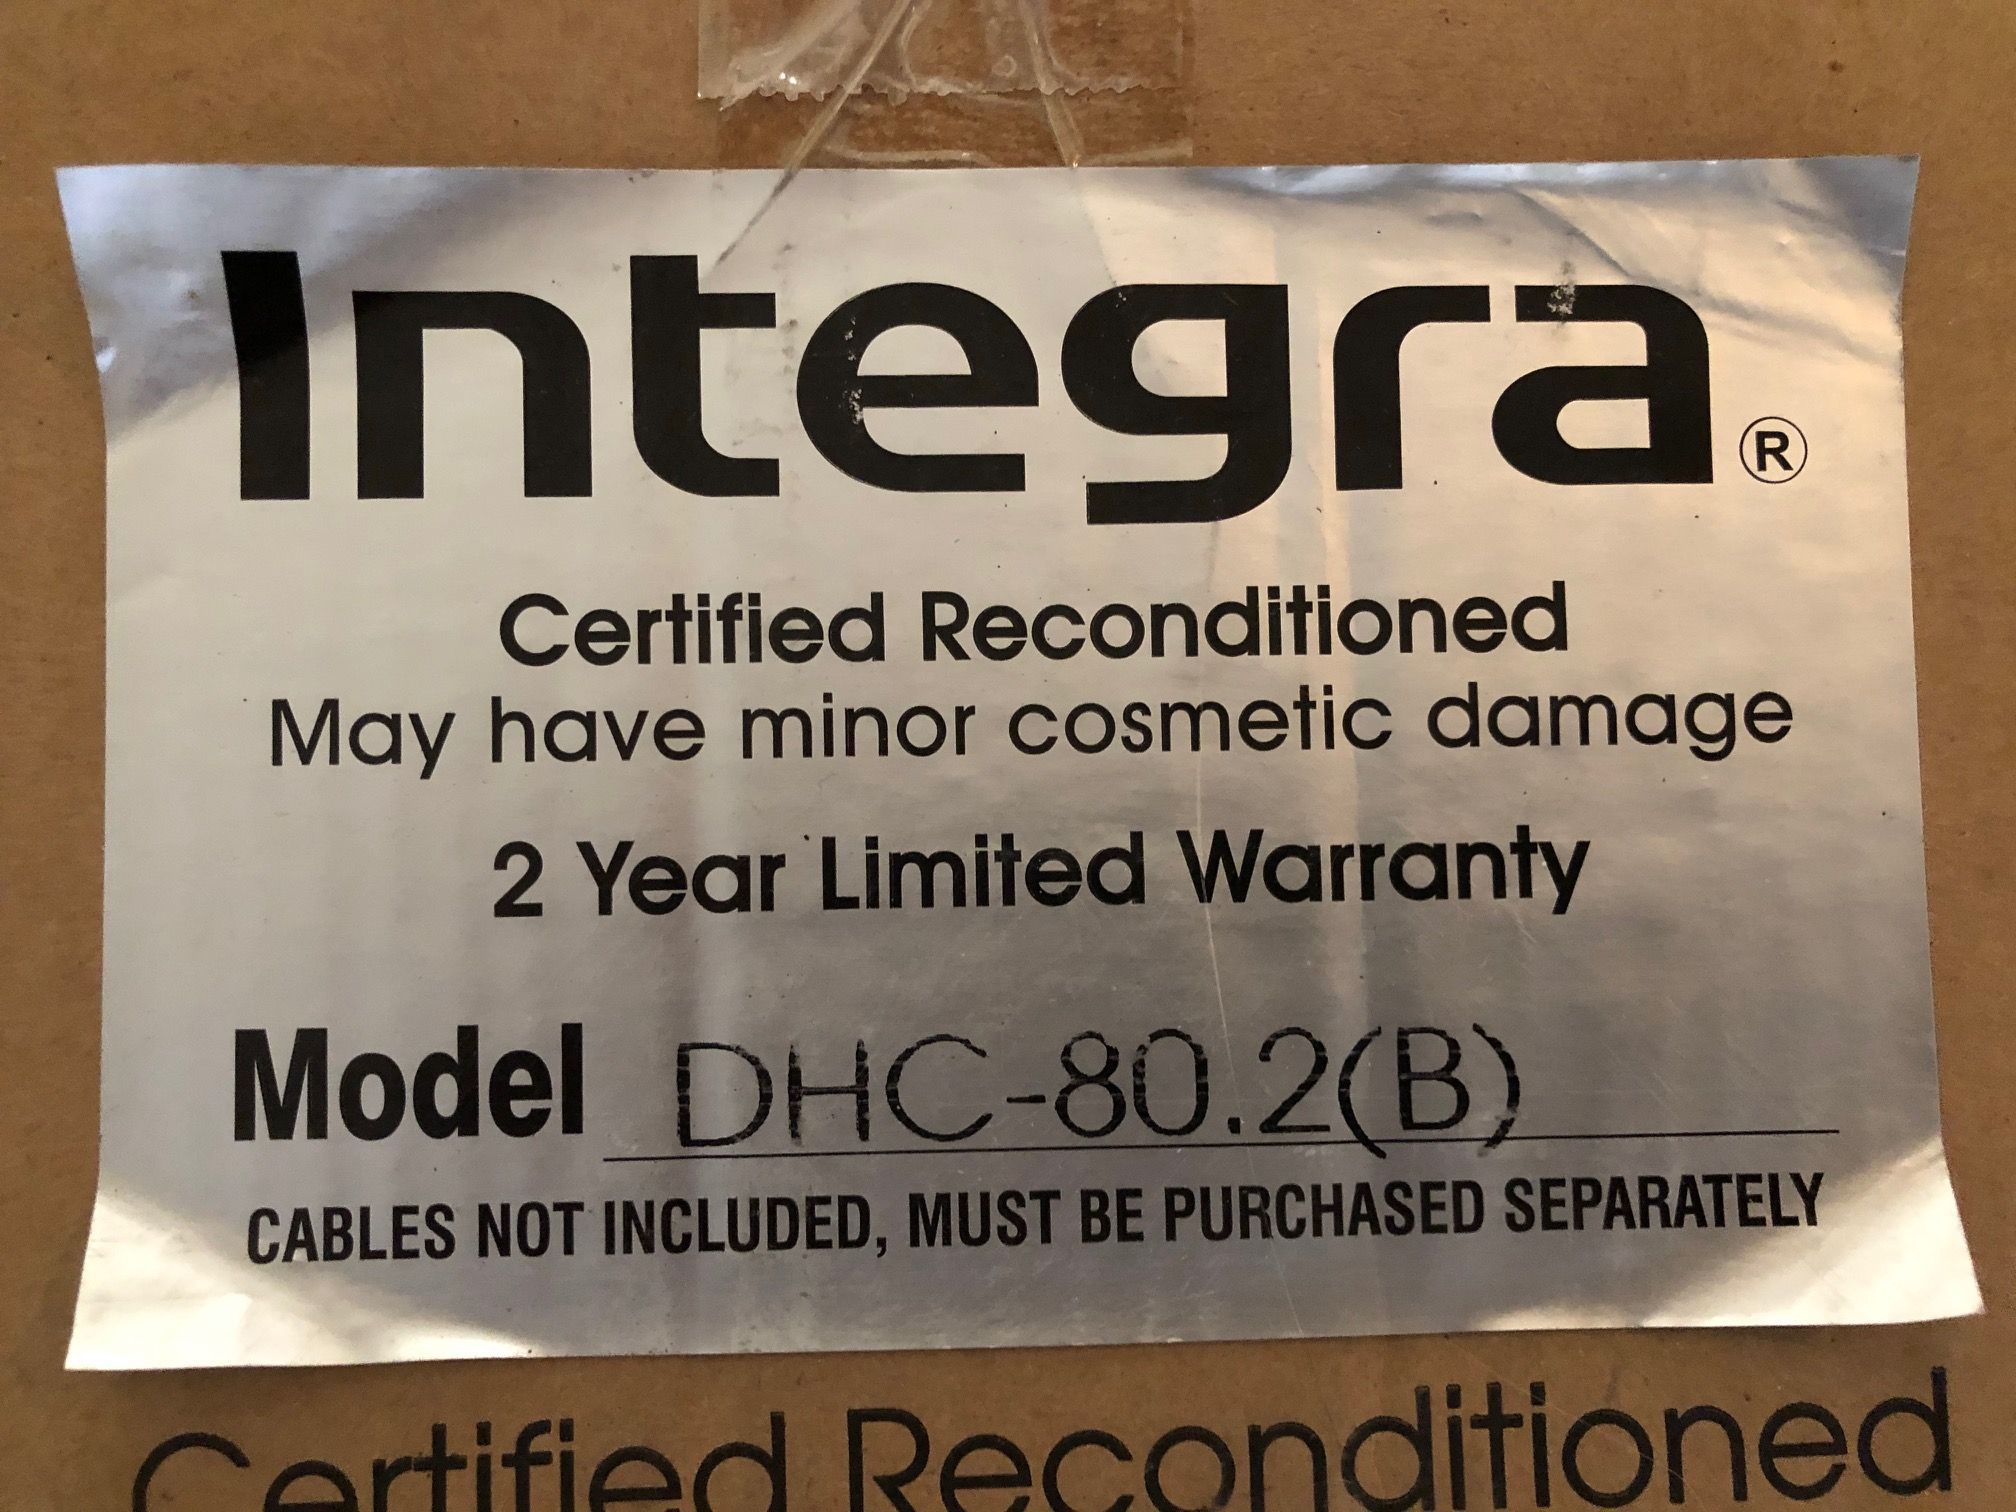 Integra®
Certified Reconditioned
May have minor cosmetic damage
2 Year Limited Warranty
Model DHC-80.2(B)
CABLES NOT INCLUDED, MUST BE PURCHASED SEPARATELY
Certified Reconditioned